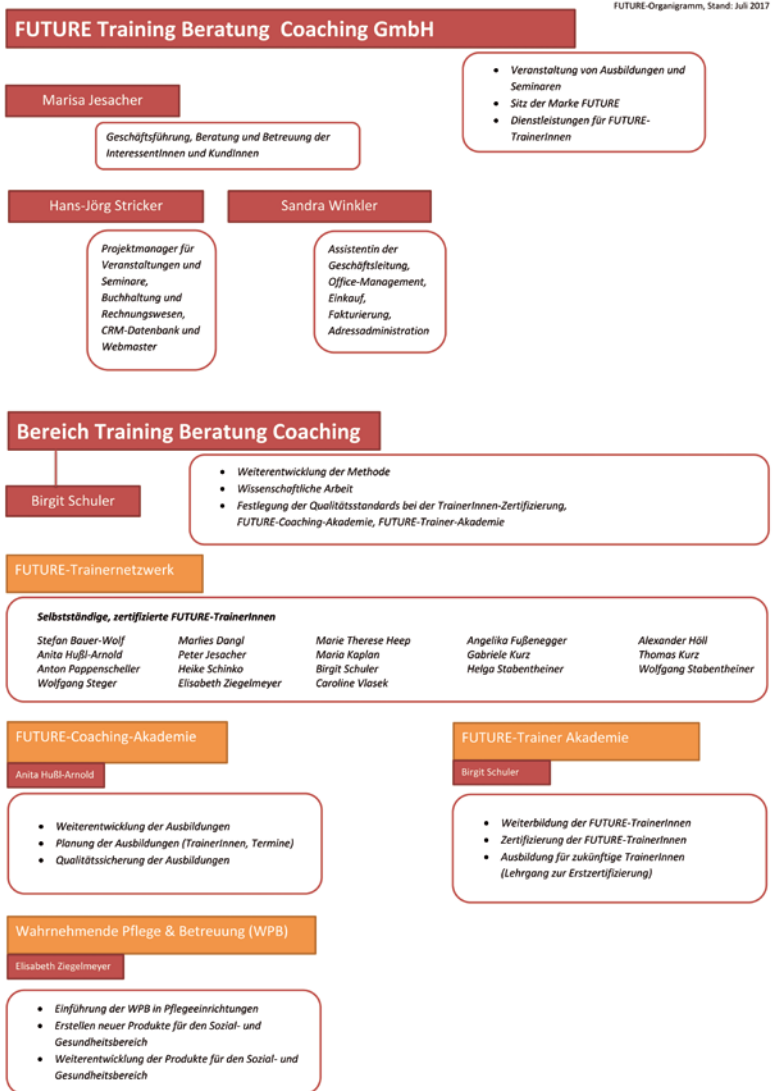 FUTURE-Organigramm, Stand: Juli 2017
FUTURE Training Beratung  Coaching GmbH
• Veranstaltung von Ausbildungen und
Seminaren
• Sitz der Marke FUTURE
• Dienstleistungen für FUTURE-
TrainerInnen
Marisa Jesacher
Geschäftsführung, Beratung und Betreuung der
InteressentInnen und KundInnen
Hans-Jörg Stricker
Projektmanager für
Veranstaltungen und
Seminare,
Buchhaltung und
Rechnungswesen,
CRM-Datenbank und
Webmaster
Sandra Winkler
Assistentin der
Geschäftsleitung,
Office-Management,
Einkauf,
Fakturierung,
Adressadministration
Bereich Training Beratung Coaching
Birgit Schuler
• Weiterentwicklung der Methode
• Wissenschaftliche Arbeit
• Festlegung der Qualitätsstandards bei der TrainerInnen-Zertifizierung,
FUTURE-Coaching-Akademie, FUTURE-Trainer-Akademie
FUTURE-Trainernetzwerk
Selbstständige, zertifizierte FUTURE-TrainerInnen
Stefan Bauer-Wolf Marlies Dangl Marie Therese Heep Angelika Fußenegger Alexander Höll
Anita Hußl-Arnold Peter Jesacher Maria Kaplan Gabriele Kurz Thomas Kurz
Anton Pappenscheller Heike Schinko Birgit Schuler Helga Stabentheiner Wolfgang Stabentheiner
Wolfgang Steger Elisabeth Ziegelmeyer Caroline Vlasek
FUTURE-Coaching-Akademie
Anita Hußl-Arnold
• Weiterentwicklung der Ausbildungen
• Planung der Ausbildungen (TrainerInnen, Termine)
• Qualitätssicherung der Ausbildungen
FUTURE-Trainer Akademie
Birgit Schuler
• Weiterbildung der FUTURE-TrainerInnen
• Zertifizierung der FUTURE-TrainerInnen
• Ausbildung für zukünftige TrainerInnen
(Lehrgang zur Erstzertifizierung)
Wahrnehmende Pflege & Betreuung (WPB)
Elisabeth Ziegelmeyer
• Einführung der WPB in Pflegeeinrichtungen
• Erstellen neuer Produkte für den Sozial- und
Gesundheitsbereich
• Weiterentwicklung der Produkte für den Sozial- und
Gesundheitsbereich